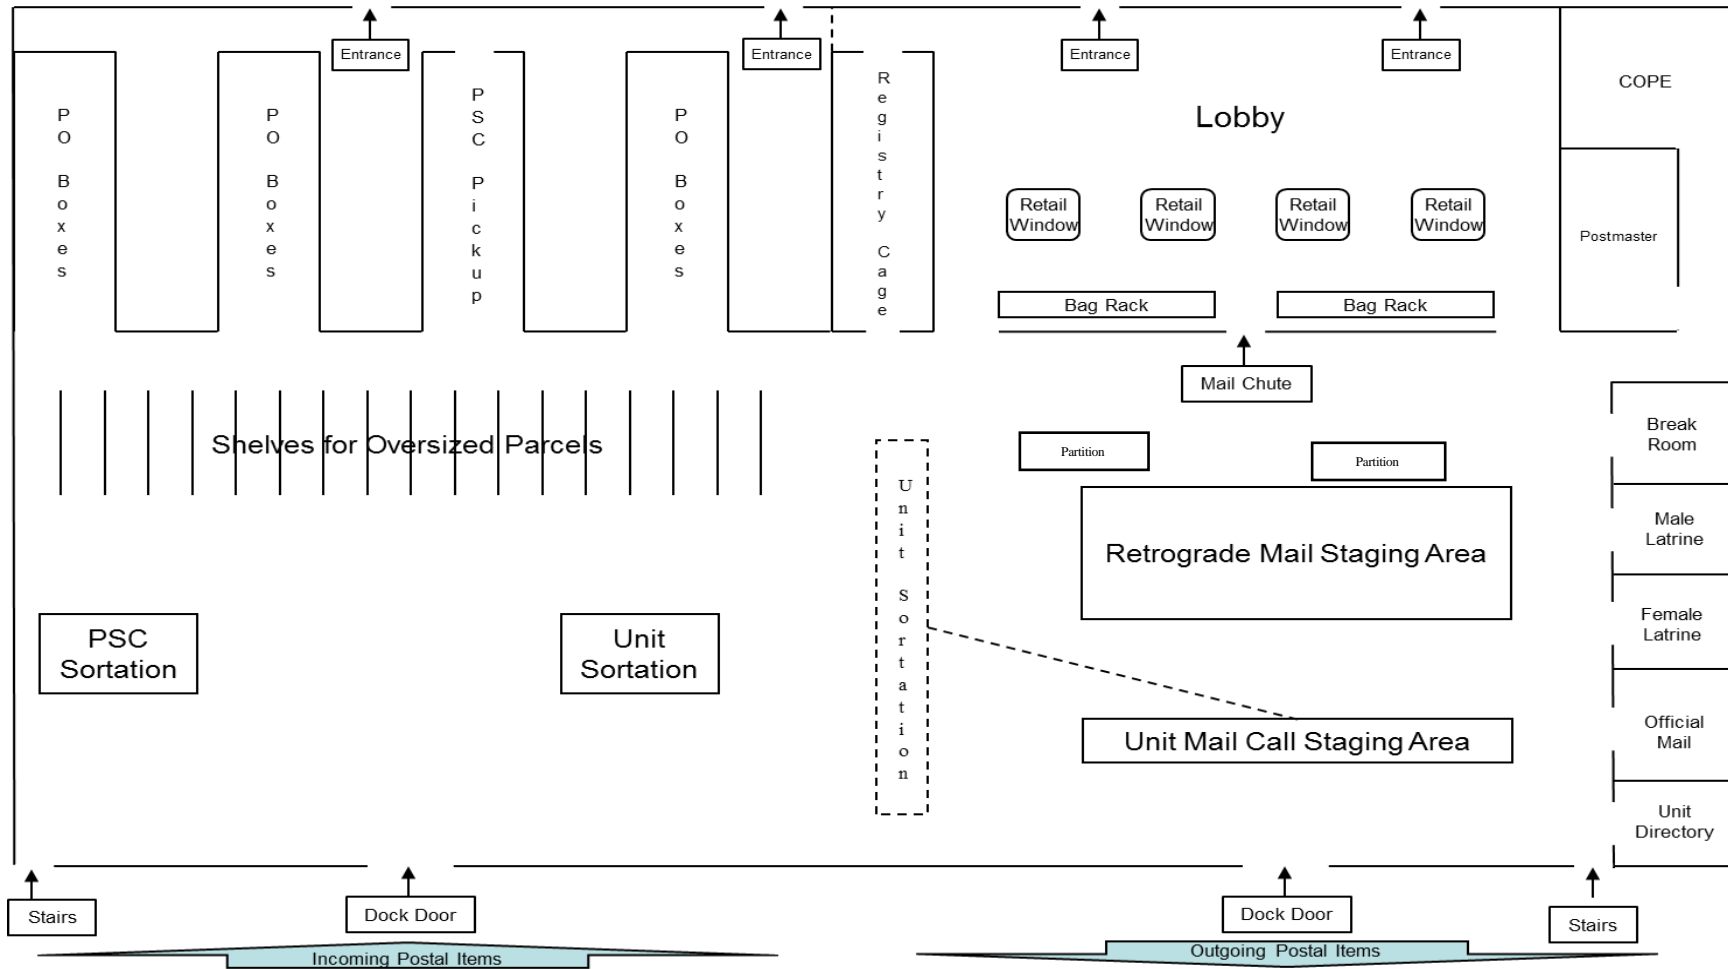 Entrance
Entrance
Entrance
Entrance
COPE
PO Boxes
PO Boxes
PSC Pickup
PO Boxes
Registry Cage
Lobby
Retail
Window
Retail
Window
Retail
Window
Retail
Window
Postmaster
Bag Rack
Bag Rack
Mail Chute
Shelves for Oversized Parcels
Partition
Partition
Break
Room
Unit Sortation
Retrograde Mail Staging Area
Male
Latrine
PSC
Sortation
Unit
Sortation
Female
Latrine
Unit Mail Call Staging Area
Official
Mail
Unit
Directory
Stairs
Dock Door
Dock Door
Stairs
Incoming Postal Items
Outgoing Postal Items